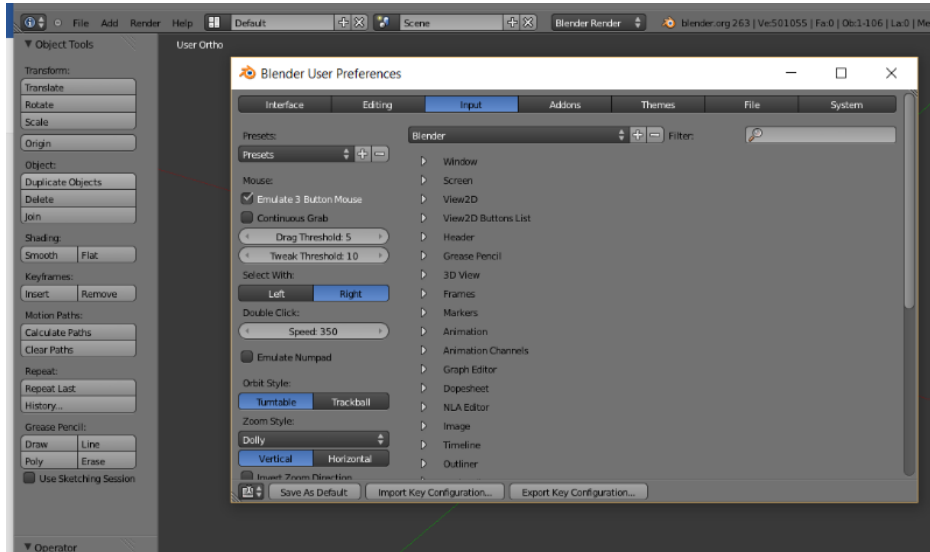 File Add Render Help Default Scene Blender Render blender.org 263 | Ve:501055 | Fa:0 | Ob:1-106 | La:0 | Me
Object Tools
User Ortho
Transform:
Translate
Rotate
Scale
Origin
Object:
Duplicate Objects
Delete
Join
Shading:
Smooth Flat
Keyframes:
Insert Remove
Motion Paths:
Calculate Paths
Clear Paths
Repeat:
Repeat Last
History...
Grease Pencil:
Draw Line
Poly Erase
Use Sketching Session
Operator
Blender User Preferences
Interface Editing Input Addons Themes File System
Presets:
Presets
Mouse:
Emulate 3 Button Mouse
Continuous Grab
Drag Threshold: 5
Tweak Threshold: 10
Select With:
Left Right
Double Click:
Speed: 350
Emulate Numpad
Orbit Style:
Turntable Trackball
Zoom Style:
Dolly
Vertical Horizontal
Invert Zoom Direction
Blender Filter:
Window
Screen
View2D
View2D Buttons List
Header
Grease Pencil
3D View
Frames
Markers
Animation
Animation Channels
Graph Editor
Dopesheet
NLA Editor
Image
Timeline
Outliner
Save As Default Import Key Configuration... Export Key Configuration...